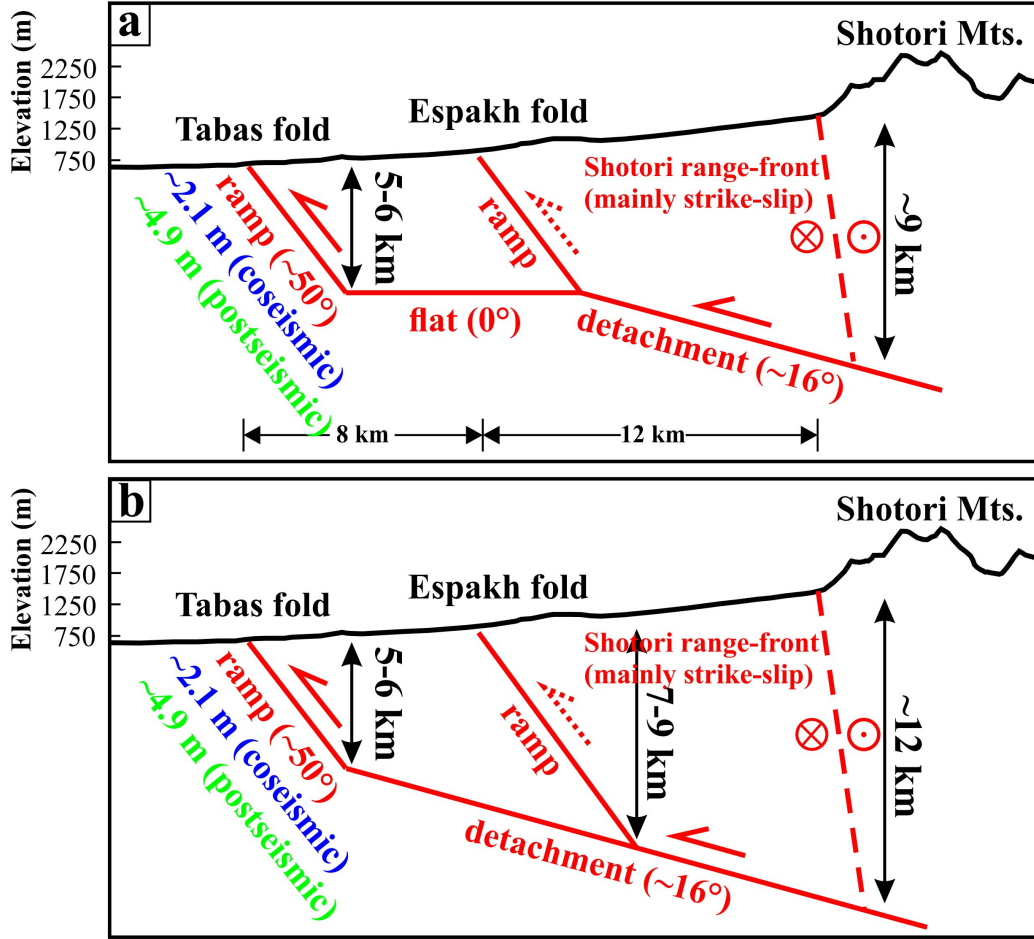 a
Shotori Mts.
Elevation (m)
2250
1750
1250
750
Tabas fold
Espakh fold
Shotori range-front
(mainly strike-slip)
5-6 km
~9 km
ramp (~50°)
~2.1 m (coseismic)
~4.9 m (postseismic)
ramp
flat (0°)
detachment (~16°)
8 km
12 km
b
Shotori Mts.
Elevation (m)
2250
1750
1250
750
Tabas fold
Espakh fold
Shotori range-front
(mainly strike-slip)
5-6 km
7-9 km
~12 km
ramp (~50°)
~2.1 m (coseismic)
~4.9 m (postseismic)
ramp
detachment (~16°)